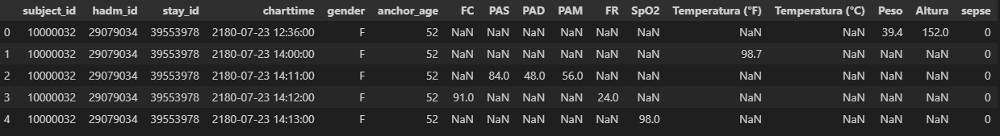 subject_id hadm_id stay_id charttime gender anchor_age FC PAS PAD PAM FR SpO2 Temperatura (°F) Temperatura (°C) Peso Altura sepse
0 10000032 29079034 39553978 2180-07-23 12:36:00 F 52 NaN NaN NaN NaN NaN NaN NaN NaN 39.4 152.0 0
1 10000032 29079034 39553978 2180-07-23 14:00:00 F 52 NaN NaN NaN NaN NaN NaN 98.7 NaN NaN NaN 0
2 10000032 29079034 39553978 2180-07-23 14:11:00 F 52 NaN 84.0 48.0 56.0 NaN NaN NaN NaN NaN NaN 0
3 10000032 29079034 39553978 2180-07-23 14:12:00 F 52 91.0 NaN NaN NaN 24.0 NaN NaN NaN NaN NaN 0
4 10000032 29079034 39553978 2180-07-23 14:13:00 F 52 NaN NaN NaN NaN NaN 98.0 NaN NaN NaN NaN 0